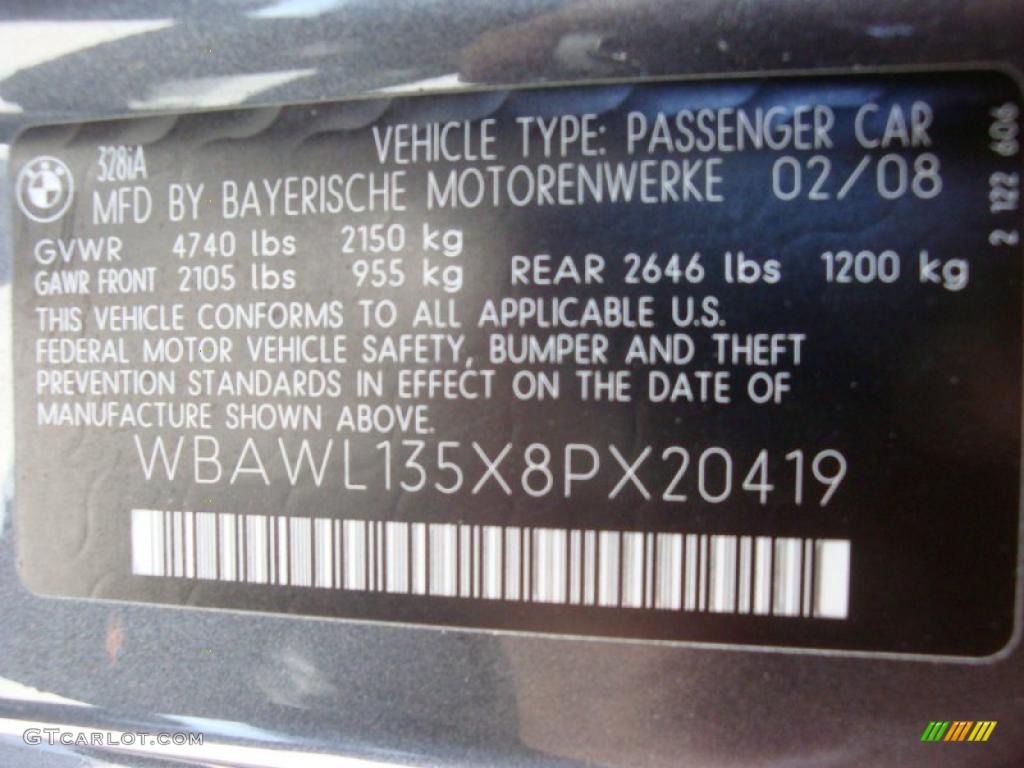 328iA
VEHICLE TYPE: PASSENGER CAR
MFD BY BAYERISCHE MOTORENWERKE 02/08
GVWR 4740 lbs 2150 kg
GAWR FRONT 2105 lbs 955 kg REAR 2646 lbs 1200 kg
THIS VEHICLE CONFORMS TO ALL APPLICABLE U.S.
FEDERAL MOTOR VEHICLE SAFETY, BUMPER AND THEFT
PREVENTION STANDARDS IN EFFECT ON THE DATE OF
MANUFACTURE SHOWN ABOVE.
WBAWL135X8PX20419
2 122 606
GTCarLot.com